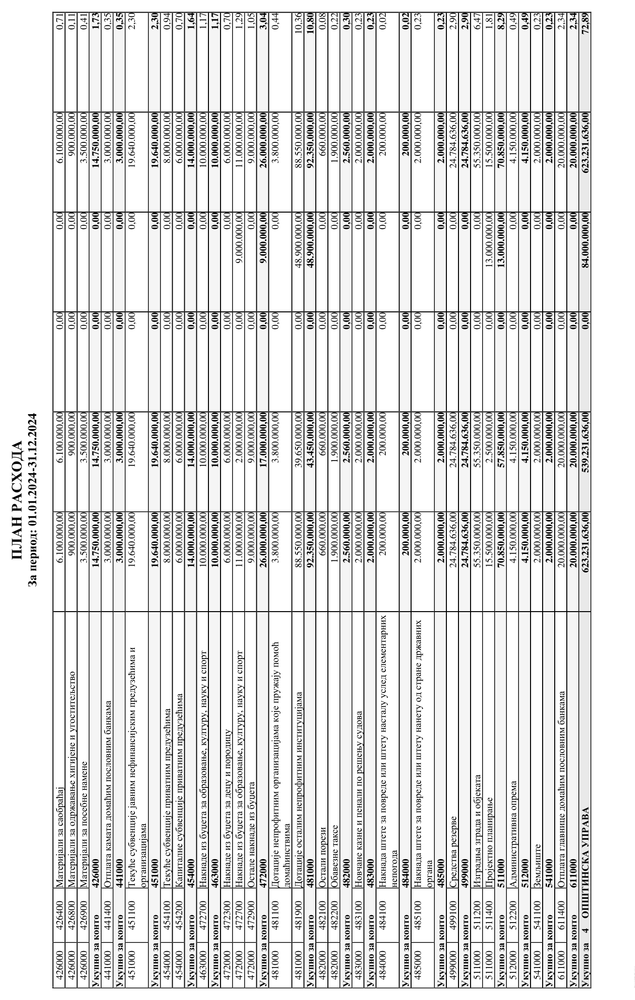 ПЛАН РАСХОДА
За период: 01.01.2024-31.12.2024
426000 426400 Материјали за саобраћај 6.100.000,00 6.100.000,00 0,00 0,00 6.100.000,00 0,71
426000 426800 Материјали за одржавање хигијене и угоститељство 900.000,00 900.000,00 0,00 0,00 900.000,00 0,11
426000 426900 Материјали за посебне намене 3.500.000,00 3.500.000,00 0,00 0,00 3.500.000,00 0,41
Укупно за конто 426000 14.750.000,00 14.750.000,00 0,00 0,00 14.750.000,00 1,73
441000 441400 Отплата камата домаћим пословним банкама 3.000.000,00 3.000.000,00 0,00 0,00 3.000.000,00 0,35
Укупно за конто 441000 3.000.000,00 3.000.000,00 0,00 0,00 3.000.000,00 0,35
451000 451100 Текуће субвенције јавним нефинансијским предузећима и 19.640.000,00 19.640.000,00 0,00 0,00 19.640.000,00 2,30
организацијама
Укупно за конто 451000 19.640.000,00 19.640.000,00 0,00 0,00 19.640.000,00 2,30
454000 454100 Текуће субвенције приватним предузећима 8.000.000,00 8.000.000,00 0,00 0,00 8.000.000,00 0,94
454000 454200 Капиталне субвенције приватним предузећима 6.000.000,00 6.000.000,00 0,00 0,00 6.000.000,00 0,70
Укупно за конто 454000 14.000.000,00 14.000.000,00 0,00 0,00 14.000.000,00 1,64
463000 472700 Накнаде из буџета за образовање, културу, науку и спорт 10.000.000,00 10.000.000,00 0,00 0,00 10.000.000,00 1,17
Укупно за конто 463000 10.000.000,00 10.000.000,00 0,00 0,00 10.000.000,00 1,17
472000 472300 Накнаде из буџета за децу и породицу 6.000.000,00 6.000.000,00 0,00 0,00 6.000.000,00 0,70
472000 472700 Накнаде из буџета за образовање, културу, науку и спорт 11.000.000,00 2.000.000,00 0,00 9.000.000,00 11.000.000,00 1,29
472000 472900 Остале накнаде из буџета 9.000.000,00 9.000.000,00 0,00 0,00 9.000.000,00 1,05
Укупно за конто 472000 26.000.000,00 17.000.000,00 0,00 9.000.000,00 26.000.000,00 3,04
481000 481100 Дотације непрофитним организацијама које пружају помоћ 3.800.000,00 3.800.000,00 0,00 0,00 3.800.000,00 0,44
домаћинствима
481000 481900 Дотације осталим непрофитним институцијама 88.550.000,00 39.650.000,00 0,00 48.900.000,00 88.550.000,00 10,36
Укупно за конто 481000 92.350.000,00 43.450.000,00 0,00 48.900.000,00 92.350.000,00 10,80
482000 482100 Остали порези 660.000,00 660.000,00 0,00 0,00 660.000,00 0,08
482000 482200 Обавезне таксе 1.900.000,00 1.900.000,00 0,00 0,00 1.900.000,00 0,22
Укупно за конто 482000 2.560.000,00 2.560.000,00 0,00 0,00 2.560.000,00 0,30
483000 483100 Новчане казне и пенали по решењу судова 2.000.000,00 2.000.000,00 0,00 0,00 2.000.000,00 0,23
Укупно за конто 483000 2.000.000,00 2.000.000,00 0,00 0,00 2.000.000,00 0,23
484000 484100 Накнада штете за повреде или штету насталу услед елементарних 200.000,00 200.000,00 0,00 0,00 200.000,00 0,02
непогода
Укупно за конто 484000 200.000,00 200.000,00 0,00 0,00 200.000,00 0,02
485000 485100 Накнада штете за повреде или штету нанету од стране државних 2.000.000,00 2.000.000,00 0,00 0,00 2.000.000,00 0,23
органа
Укупно за конто 485000 2.000.000,00 2.000.000,00 0,00 0,00 2.000.000,00 0,23
499000 499100 Средства резерве 24.784.636,00 24.784.636,00 0,00 0,00 24.784.636,00 2,90
Укупно за конто 499000 24.784.636,00 24.784.636,00 0,00 0,00 24.784.636,00 2,90
511000 511200 Изградња зграда и објеката 55.350.000,00 55.350.000,00 0,00 0,00 55.350.000,00 6,47
511000 511400 Пројектно планирање 15.500.000,00 2.500.000,00 0,00 13.000.000,00 15.500.000,00 1,81
Укупно за конто 511000 70.850.000,00 57.850.000,00 0,00 13.000.000,00 70.850.000,00 8,29
512000 512200 Административна опрема 4.150.000,00 4.150.000,00 0,00 0,00 4.150.000,00 0,49
Укупно за конто 512000 4.150.000,00 4.150.000,00 0,00 0,00 4.150.000,00 0,49
541000 541100 Земљиште 2.000.000,00 2.000.000,00 0,00 0,00 2.000.000,00 0,23
Укупно за конто 541000 2.000.000,00 2.000.000,00 0,00 0,00 2.000.000,00 0,23
611000 611400 Отплата главнице домаћим пословним банкама 20.000.000,00 20.000.000,00 0,00 0,00 20.000.000,00 2,34
Укупно за конто 611000 20.000.000,00 20.000.000,00 0,00 0,00 20.000.000,00 2,34
Укупно за 4 ОПШТИНСКА УПРАВА 623.231.636,00 539.231.636,00 0,00 84.000.000,00 623.231.636,00 72,89